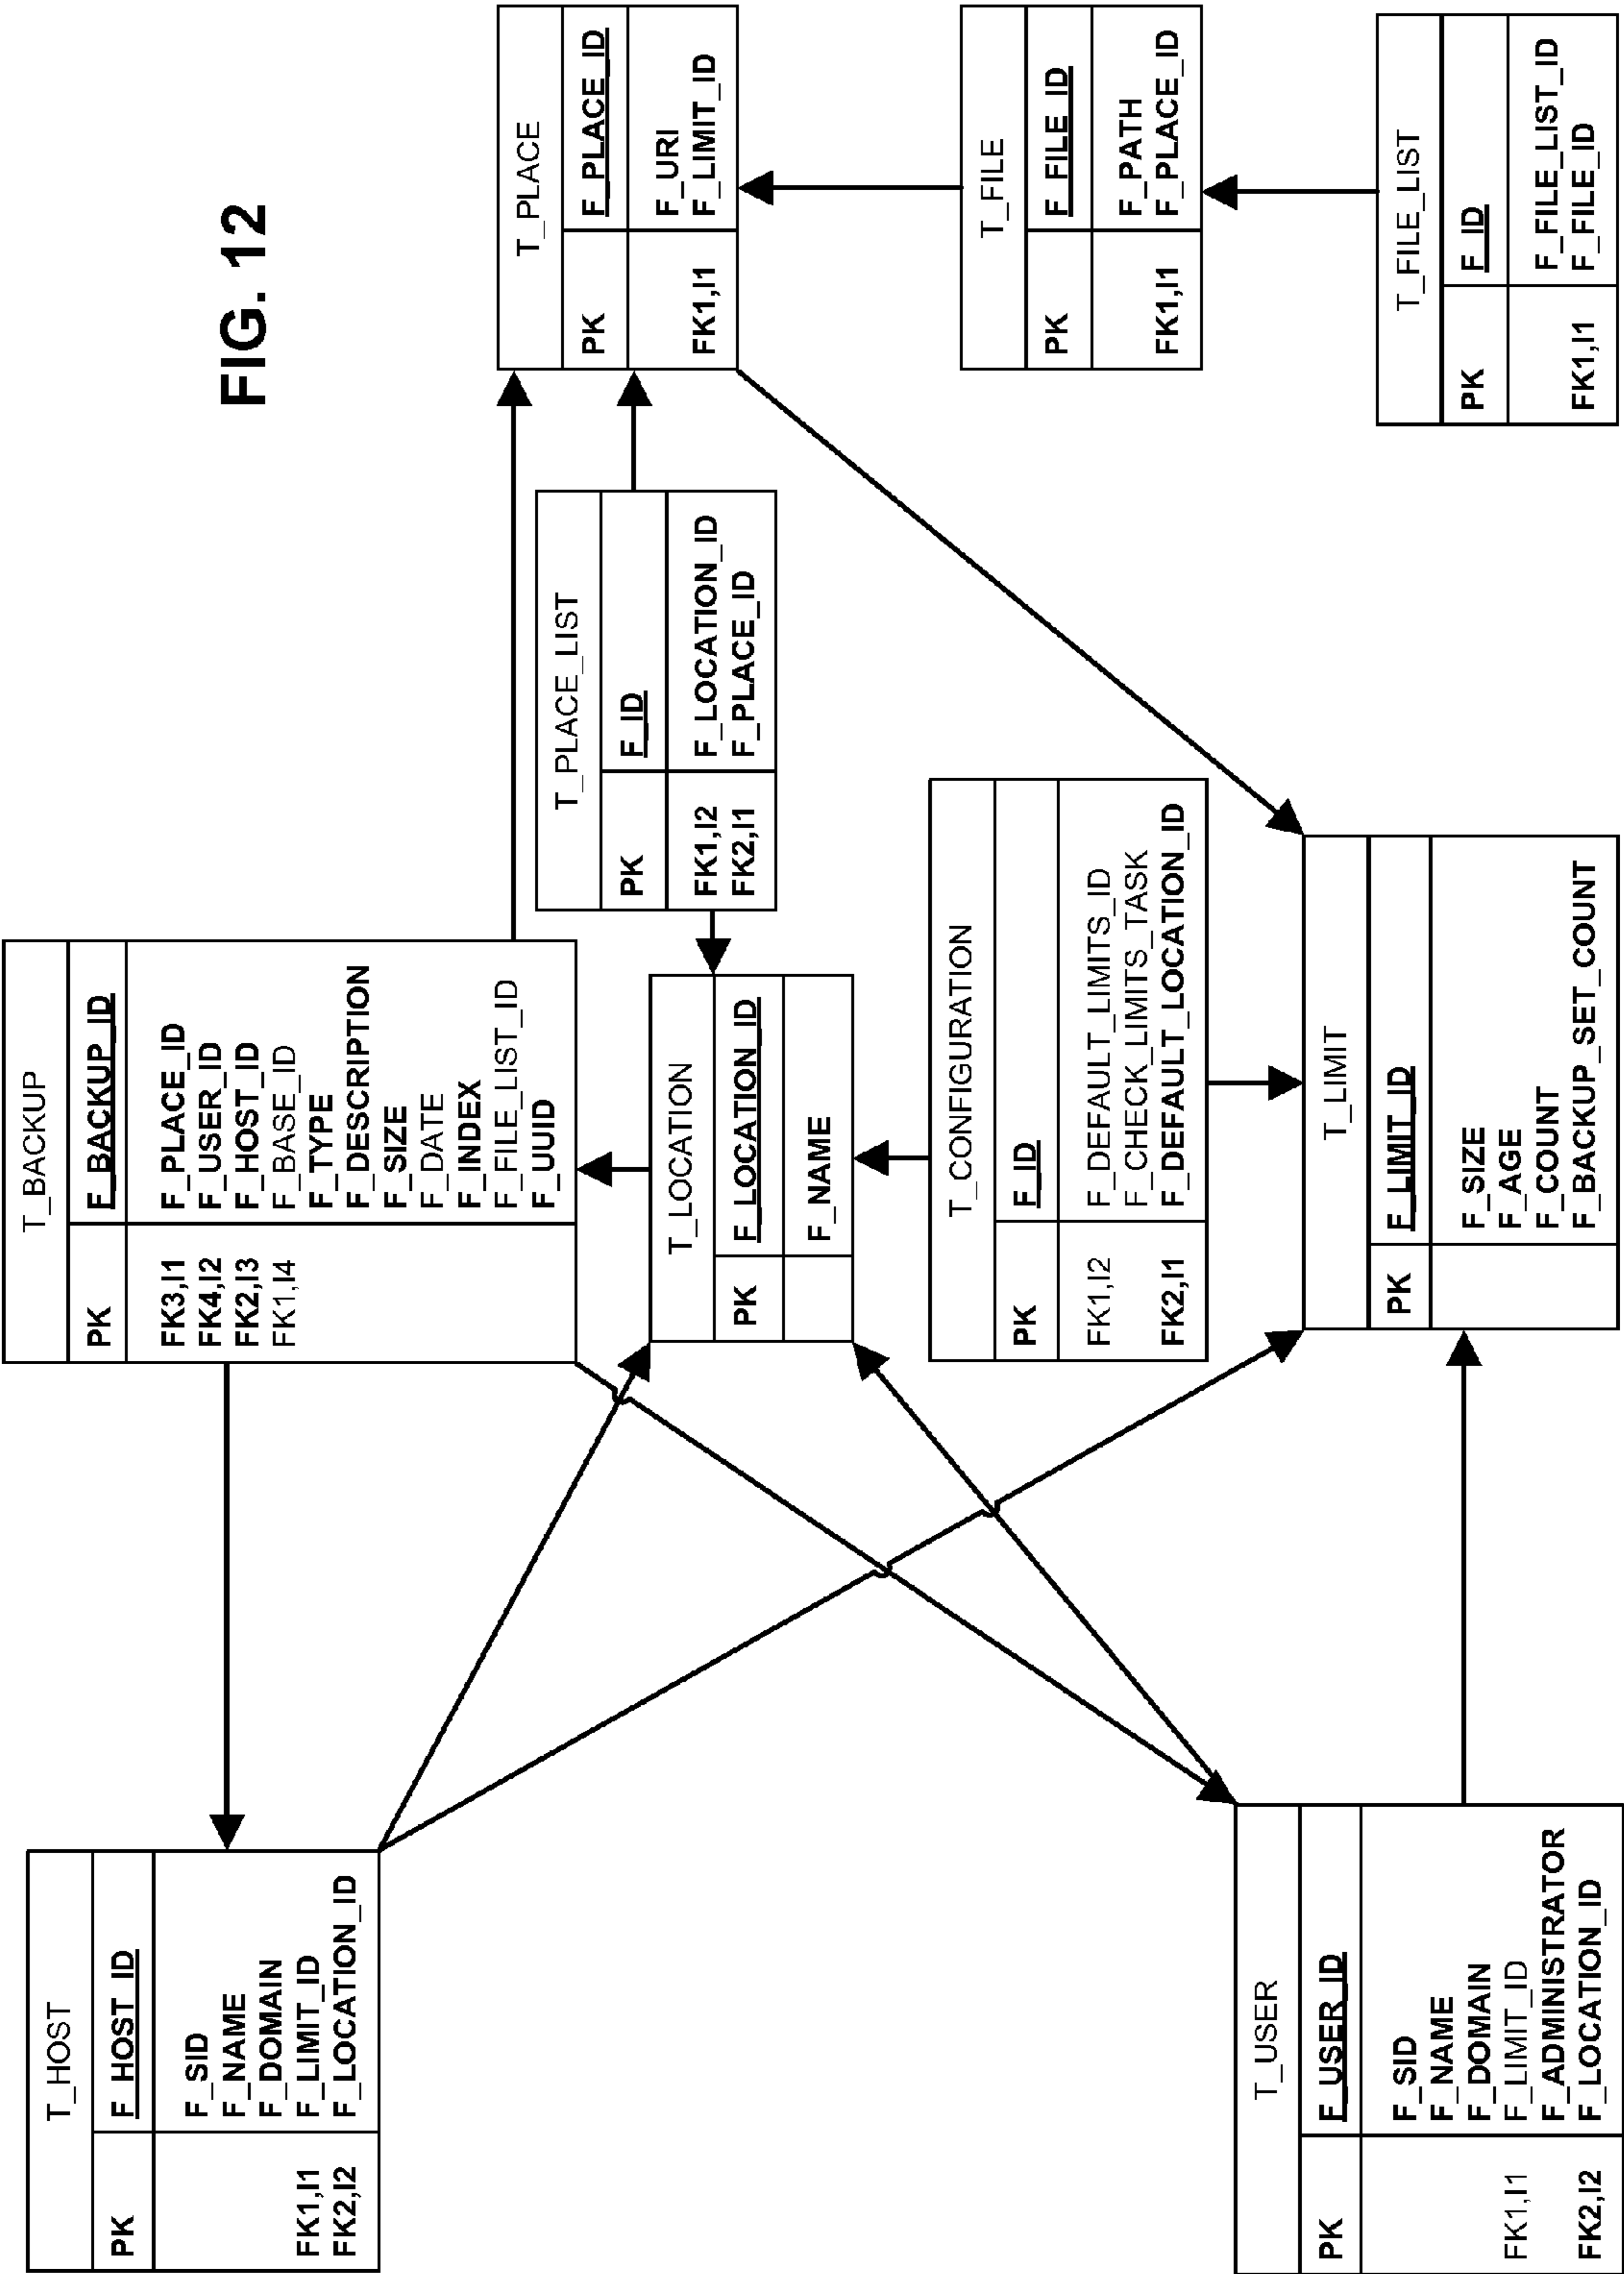 FIG. 12
T_HOST
PK F_HOST_ID
F_SID
F_NAME
F_DOMAIN
FK1,I1 F_LIMIT_ID
FK2,I2 F_LOCATION_ID
T_BACKUP
PK F_BACKUP_ID
FK3,I1 F_PLACE_ID
FK4,I2 F_USER_ID
FK2,I3 F_HOST_ID
FK1,I4 F_BASE_ID
F_TYPE
F_DESCRIPTION
F_SIZE
F_DATE
F_INDEX
F_FILE_LIST_ID
F_UUID
T_PLACE
PK F_PLACE_ID
F_URI
FK1,I1 F_LIMIT_ID
T_PLACE_LIST
PK F_ID
FK1,I2 F_LOCATION_ID
FK2,I1 F_PLACE_ID
T_LOCATION
PK F_LOCATION_ID
F_NAME
T_CONFIGURATION
PK F_ID
FK1,I2 F_DEFAULT_LIMITS_ID
F_CHECK_LIMITS_TASK
FK2,I1 F_DEFAULT_LOCATION_ID
T_FILE
PK F_FILE_ID
F_PATH
FK1,I1 F_PLACE_ID
T_USER
PK F_USER_ID
F_SID
F_NAME
F_DOMAIN
FK1,I1 F_LIMIT_ID
F_ADMINISTRATOR
FK2,I2 F_LOCATION_ID
T_LIMIT
PK F_LIMIT_ID
F_SIZE
F_AGE
F_COUNT
F_BACKUP_SET_COUNT
T_FILE_LIST
PK F_ID
F_FILE_LIST_ID
FK1,I1 F_FILE_ID